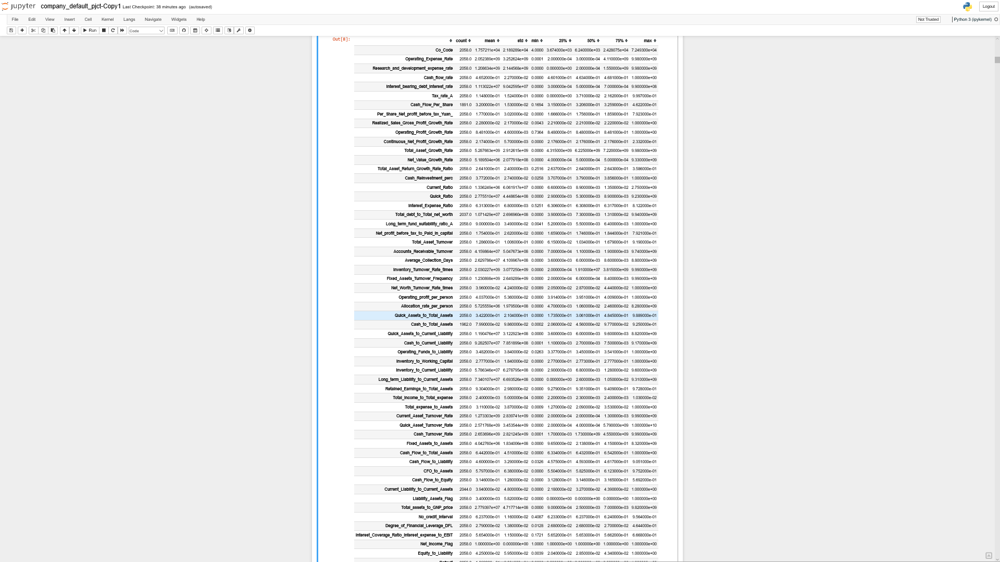 jupyter company_default_pjct-Copy1 Last Checkpoint: 38 minutes ago (autosaved) Logout
File Edit View Insert Cell Kernel Langs Navigate Widgets Help Not Trusted Python 3 (ipykernel)
Run Code
Out[8]:
count mean std min 25% 50% 75% max
Co_Code 2058.0 1.757211e+04 2.189289e+04 4.0000 3.674000e+03 6.240000e+03 2.428075e+04 7.249300e+04
Operating_Expense_Rate 2058.0 2.052389e+09 3.252624e+09 0.0001 2.000000e-04 3.000000e-04 4.110000e+09 9.980000e+09
Research_and_development_expense_rate 2058.0 1.208634e+09 2.144568e+09 0.0000 0.000000e+00 2.000000e-04 1.550000e+09 9.980000e+09
Cash_flow_rate 2058.0 4.652000e-01 2.270000e-02 0.0000 4.601000e-01 4.634000e-01 4.681000e-01 1.000000e+00
Interest_bearing_debt_interest_rate 2058.0 1.113022e+07 9.042595e+07 0.0000 3.000000e-04 5.000000e-04 7.000000e-04 9.900000e+08
Tax_rate_A 2058.0 1.148000e-01 1.524000e-01 0.0000 0.000000e+00 3.710000e-02 2.162000e-01 9.997000e-01
Cash_Flow_Per_Share 1891.0 3.200000e-01 1.530000e-02 0.1694 3.150000e-01 3.206000e-01 3.259000e-01 4.622000e-01
Per_Share_Net_profit_before_tax_Yuan_ 2058.0 1.770000e-01 3.020000e-02 0.0000 1.666000e-01 1.756000e-01 1.859000e-01 7.923000e-01
Realized_Sales_Gross_Profit_Growth_Rate 2058.0 2.280000e-02 2.170000e-02 0.0043 2.210000e-02 2.210000e-02 2.220000e-02 1.000000e+00
Operating_Profit_Growth_Rate 2058.0 8.481000e-01 4.600000e-03 0.7364 8.480000e-01 8.480000e-01 8.481000e-01 1.000000e+00
Continuous_Net_Profit_Growth_Rate 2058.0 2.174000e-01 5.700000e-03 0.0000 2.176000e-01 2.176000e-01 2.176000e-01 2.332000e-01
Total_Asset_Growth_Rate 2058.0 5.287663e+09 2.912615e+09 0.0000 4.315000e+09 6.225000e+09 7.220000e+09 9.980000e+09
Net_Value_Growth_Rate 2058.0 5.189504e+06 2.077918e+08 0.0000 4.000000e-04 5.000000e-04 5.000000e-04 9.330000e+09
Total_Asset_Return_Growth_Rate_Ratio 2058.0 2.641000e-01 2.400000e-03 0.2516 2.637000e-01 2.640000e-01 2.643000e-01 3.586000e-01
Cash_Reinvestment_perc 2058.0 3.772000e-01 2.740000e-02 0.0258 3.707000e-01 3.790000e-01 3.856000e-01 1.000000e+00
Current_Ratio 2058.0 1.336249e+06 6.061917e+07 0.0000 6.600000e-03 8.900000e-03 1.350000e-02 2.750000e+09
Quick_Ratio 2058.0 2.775510e+07 4.448654e+08 0.0000 2.900000e-03 5.300000e-03 8.900000e-03 9.230000e+09
Interest_Expense_Ratio 2058.0 6.313000e-01 6.800000e-03 0.5251 6.306000e-01 6.308000e-01 6.317000e-01 8.122000e-01
Total_debt_to_Total_net_worth 2037.0 1.071429e+07 2.696960e+08 0.0000 3.900000e-03 7.300000e-03 1.310000e-02 9.940000e+09
Long_term_fund_suitability_ratio_A 2058.0 9.000000e-03 3.490000e-02 0.0041 5.200000e-03 5.500000e-03 6.400000e-03 1.000000e+00
Net_profit_before_tax_to_Paid_in_capital 2058.0 1.754000e-01 2.620000e-02 0.0000 1.659000e-01 1.746000e-01 1.844000e-01 7.921000e-01
Total_Asset_Turnover 2058.0 1.286000e-01 1.006000e-01 0.0000 6.150000e-02 1.034000e-01 1.679000e-01 9.190000e-01
Accounts_Receivable_Turnover 2058.0 4.159864e+07 5.047673e+08 0.0000 7.000000e-04 1.100000e-03 1.900000e-03 9.740000e+09
Average_Collection_Days 2058.0 2.629786e+07 4.109967e+08 0.0000 3.600000e-03 6.000000e-03 8.600000e-03 8.800000e+09
Inventory_Turnover_Rate_times 2058.0 2.030227e+09 3.077250e+09 0.0000 2.000000e-04 1.910000e+07 3.815000e+09 9.990000e+09
Fixed_Assets_Turnover_Frequency 2058.0 1.230898e+09 2.649289e+09 0.0000 2.000000e-04 6.000000e-04 8.400000e-03 9.990000e+09
Net_Worth_Turnover_Rate_times 2058.0 3.960000e-02 4.240000e-02 0.0089 2.050000e-02 2.870000e-02 4.440000e-02 1.000000e+00
Operating_profit_per_person 2058.0 4.037000e-01 5.360000e-02 0.0000 3.914000e-01 3.951000e-01 4.009000e-01 1.000000e+00
Allocation_rate_per_person 2058.0 5.725559e+06 1.979500e+08 0.0000 4.700000e-03 1.060000e-02 2.460000e-02 8.280000e+09
Quick_Assets_to_Total_Assets 2058.0 3.422000e-01 2.104000e-01 0.0000 1.735000e-01 3.061000e-01 4.845000e-01 9.889000e-01
Cash_to_Total_Assets 1962.0 7.990000e-02 9.860000e-02 0.0002 2.060000e-02 4.560000e-02 9.770000e-02 9.250000e-01
Quick_Assets_to_Current_Liability 2058.0 1.190476e+07 3.122923e+08 0.0000 3.600000e-03 6.000000e-03 9.600000e-03 8.820000e+09
Cash_to_Current_Liability 2058.0 9.282507e+07 7.851899e+08 0.0001 1.100000e-03 2.700000e-03 7.500000e-03 9.170000e+09
Operating_Funds_to_Liability 2058.0 3.482000e-01 3.840000e-02 0.0263 3.377000e-01 3.450000e-01 3.541000e-01 1.000000e+00
Inventory_to_Working_Capital 2058.0 2.777000e-01 1.840000e-02 0.0000 2.770000e-01 2.773000e-01 2.777000e-01 1.000000e+00
Inventory_to_Current_Liability 2058.0 5.786346e+07 6.278795e+08 0.0000 2.900000e-03 6.800000e-03 1.280000e-02 9.600000e+09
Long_term_Liability_to_Current_Assets 2058.0 7.340107e+07 6.693526e+08 0.0000 0.000000e+00 2.600000e-03 1.050000e-02 9.310000e+09
Retained_Earnings_to_Total_Assets 2058.0 9.304000e-01 2.980000e-02 0.0000 9.279000e-01 9.351000e-01 9.409000e-01 9.728000e-01
Total_income_to_Total_expense 2058.0 2.400000e-03 5.000000e-04 0.0000 2.200000e-03 2.300000e-03 2.400000e-03 1.030000e-02
Total_expense_to_Assets 2058.0 3.110000e-02 3.870000e-02 0.0009 1.270000e-02 2.090000e-02 3.530000e-02 1.000000e+00
Current_Asset_Turnover_Rate 2058.0 1.273303e+09 2.839741e+09 0.0000 2.000000e-04 2.000000e-04 1.300000e-03 9.990000e+09
Quick_Asset_Turnover_Rate 2058.0 2.571768e+09 3.453544e+09 0.0000 2.000000e-04 4.000000e-04 5.790000e+09 1.000000e+10
Cash_Turnover_Rate 2058.0 2.653696e+09 2.821245e+09 0.0001 1.700000e-03 1.730000e+09 4.550000e+09 9.990000e+09
Fixed_Assets_to_Assets 2058.0 4.042760e+06 1.834006e+08 0.0000 9.650000e-02 2.138000e-01 4.150000e-01 8.320000e+09
Cash_Flow_to_Total_Assets 2058.0 6.442000e-01 4.510000e-02 0.0000 6.334000e-01 6.432000e-01 6.542000e-01 1.000000e+00
Cash_Flow_to_Liability 2058.0 4.600000e-01 3.290000e-02 0.0326 4.575000e-01 4.593000e-01 4.617000e-01 9.051000e-01
CFO_to_Assets 2058.0 5.797000e-01 6.380000e-02 0.0000 5.504000e-01 5.825000e-01 6.123000e-01 9.752000e-01
Cash_Flow_to_Equity 2058.0 3.146000e-01 1.280000e-02 0.0000 3.128000e-01 3.146000e-01 3.165000e-01 5.692000e-01
Current_Liability_to_Current_Assets 2044.0 3.940000e-02 4.800000e-02 0.0000 2.180000e-02 3.270000e-02 4.390000e-02 1.000000e+00
Liability_Assets_Flag 2058.0 3.400000e-03 5.820000e-02 0.0000 0.000000e+00 0.000000e+00 0.000000e+00 1.000000e+00
Total_assets_to_GNP_price 2058.0 2.779397e+07 4.717714e+08 0.0000 9.000000e-04 2.500000e-03 7.000000e-03 9.820000e+09
No_credit_interval 2058.0 6.237000e-01 1.160000e-02 0.4087 6.233000e-01 6.237000e-01 6.240000e-01 9.564000e-01
Degree_of_Financial_Leverage_DFL 2058.0 2.790000e-02 1.380000e-02 0.0128 2.680000e-02 2.680000e-02 2.700000e-02 4.644000e-01
Interest_Coverage_Ratio_Interest_expense_to_EBIT 2058.0 5.654000e-01 1.150000e-02 0.1721 5.652000e-01 5.653000e-01 5.662000e-01 6.668000e-01
Net_Income_Flag 2058.0 1.000000e+00 0.000000e+00 1.0000 1.000000e+00 1.000000e+00 1.000000e+00 1.000000e+00
Equity_to_Liability 2058.0 4.250000e-02 5.950000e-02 0.0039 2.040000e-02 2.850000e-02 4.340000e-02 1.000000e+00